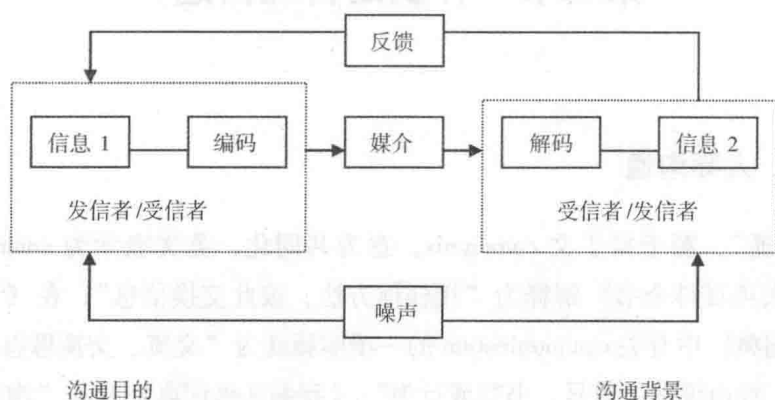 反馈
信息 1
编码
媒介
解码
信息 2
发信者/受信者
受信者/发信者
噪声
沟通目的
沟通背景